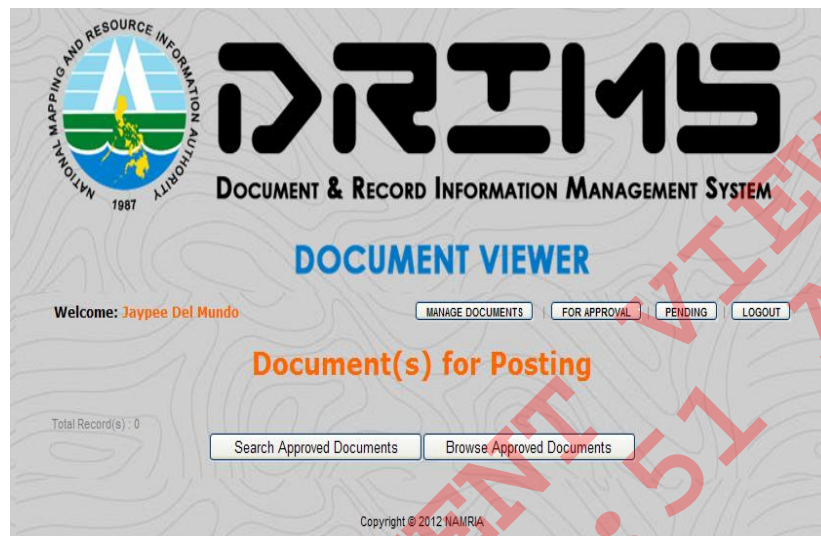 NATIONAL MAPPING AND RESOURCE INFORMATION AUTHORITY
1987
DRIMS
DOCUMENT & RECORD INFORMATION MANAGEMENT SYSTEM
DOCUMENT VIEWER
Welcome: Jaypee Del Mundo
MANAGE DOCUMENTS | FOR APPROVAL | PENDING | LOGOUT
Document(s) for Posting
Total Record(s) : 0
Search Approved Documents Browse Approved Documents
Copyright © 2012 NAMRIA